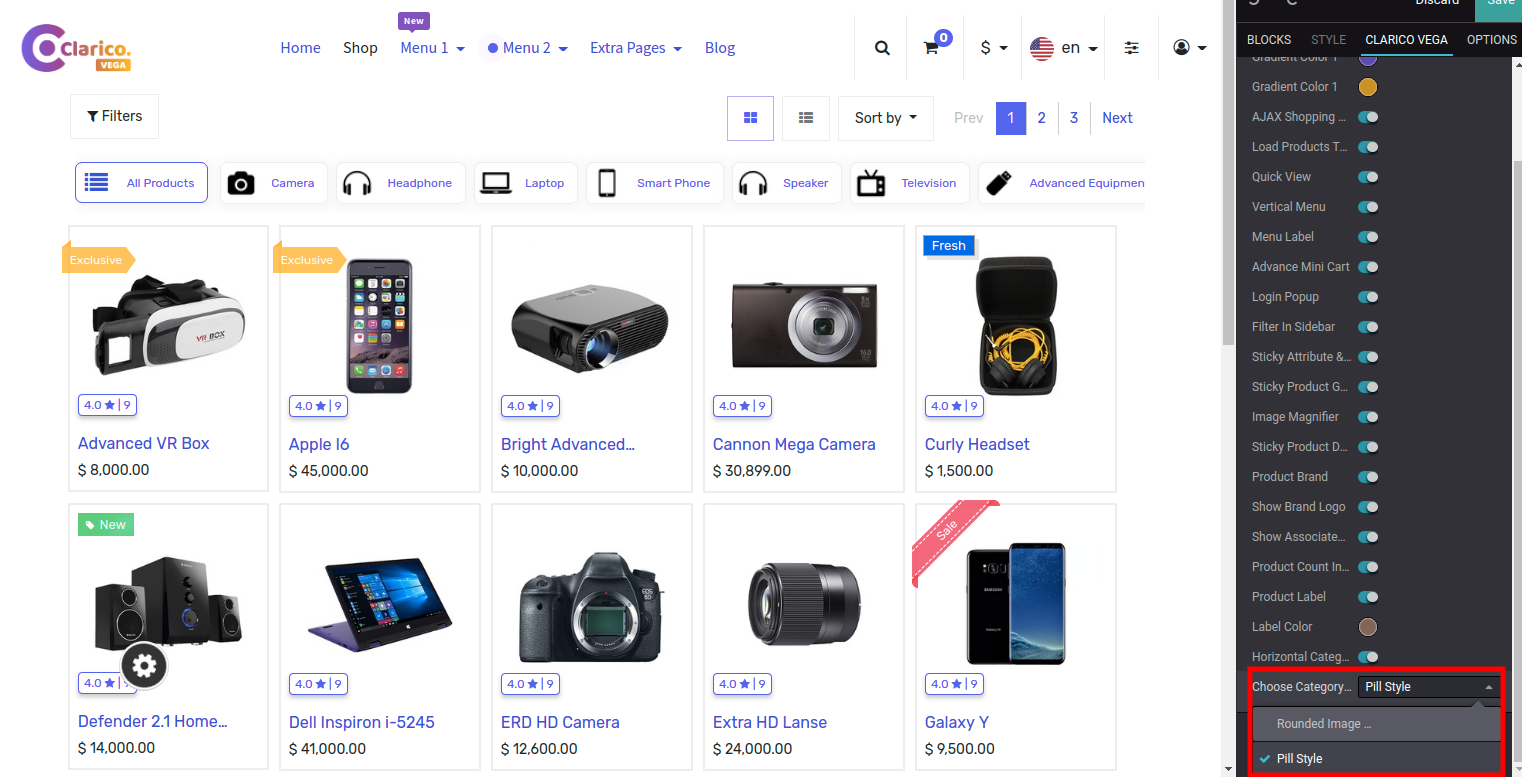 Discard Save
New
Clarico.
VEGA
Home Shop Menu 1 Menu 2 Extra Pages Blog
0
$ en
BLOCKS STYLE CLARICO VEGA OPTIONS
Filters
Sort by Prev 1 2 3 Next
All Products Camera Headphone Laptop Smart Phone Speaker Television Advanced Equipmen
Exclusive
VR BOX
4.0 | 9
Advanced VR Box
$ 8,000.00
Exclusive
4.0 | 9
Apple I6
$ 45,000.00
4.0 | 9
Bright Advanced...
$ 10,000.00
5x
16.0
4.0 | 9
Cannon Mega Camera
$ 30,899.00
Fresh
4.0 | 9
Curly Headset
$ 1,500.00
New
4.0 |
Defender 2.1 Home...
$ 14,000.00
4.0 | 9
Dell Inspiron i-5245
$ 41,000.00
EOS
6D
4.0 | 9
ERD HD Camera
$ 12,600.00
4.0 | 9
Extra HD Lanse
$ 24,000.00
Sale
SAMSUNG
4.0 | 9
Galaxy Y
$ 9,500.00
Gradient Color 1
Gradient Color 1
AJAX Shopping ...
Load Products T...
Quick View
Vertical Menu
Menu Label
Advance Mini Cart
Login Popup
Filter In Sidebar
Sticky Attribute &...
Sticky Product G...
Image Magnifier
Sticky Product D...
Product Brand
Show Brand Logo
Show Associate...
Product Count In...
Product Label
Label Color
Horizontal Categ...
Choose Category... Pill Style
Rounded Image ...
Pill Style